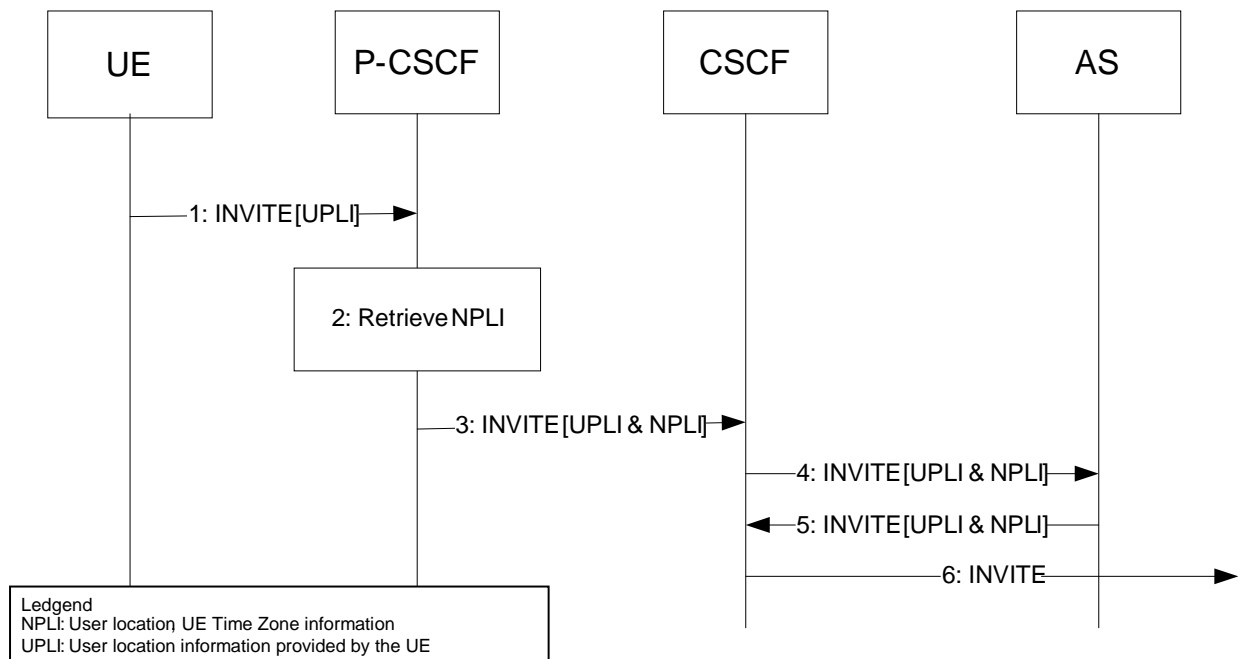 UE
P-CSCF
CSCF
AS
1: INVITE[UPLI]
2: Retrieve NPLI
3: INVITE[UPLI & NPLI]
4: INVITE[UPLI & NPLI]
5: INVITE[UPLI & NPLI]
6: INVITE
Ledgend
NPLI: User location, UE Time Zone information
UPLI: User location information provided by the UE